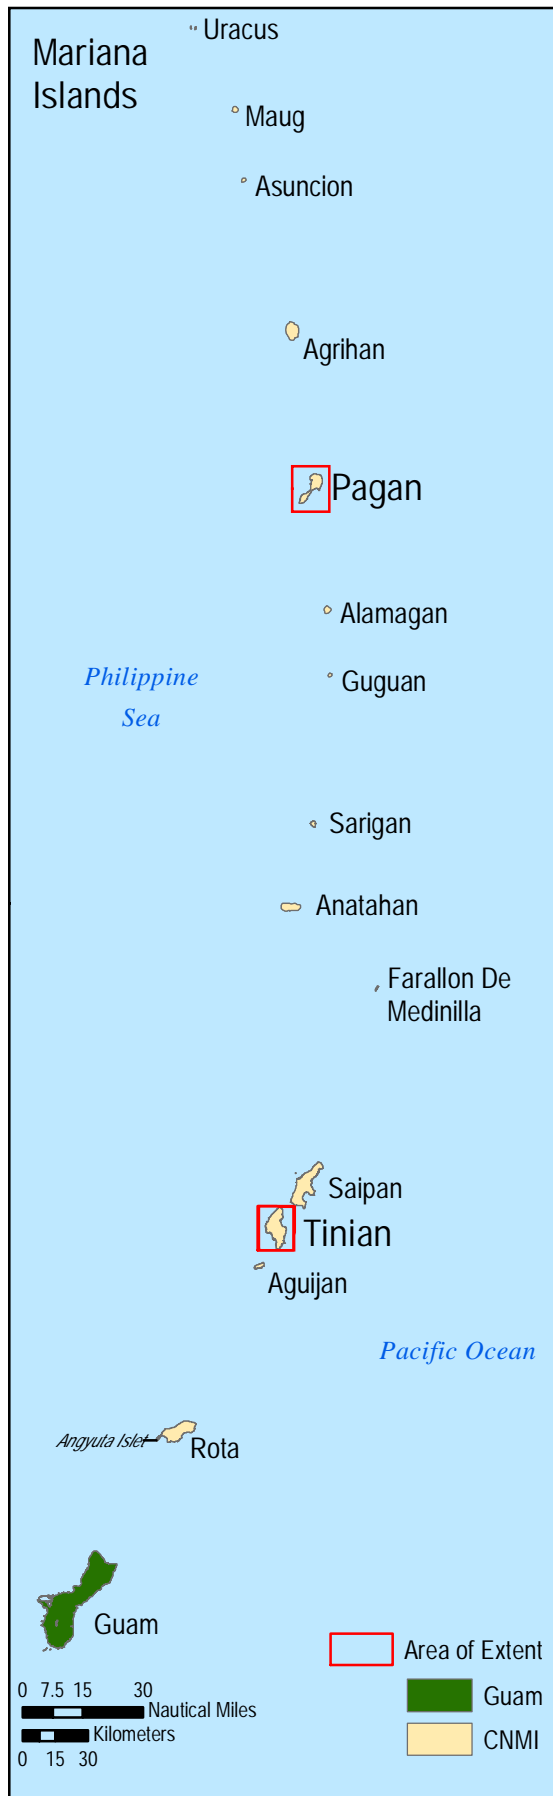 Uracus
Mariana
Islands
Maug
Asuncion
Agrihan
Pagan
Alamagan
Philippine
Sea
Guguan
Sarigan
Anatahan
Farallon De
Medinilla
Saipan
Tinian
Aguijan
Pacific Ocean
Angyuta Islet
Rota
Guam
Area of Extent
Guam
CNMI
0 7.5 15 30
Nautical Miles
Kilometers
0 15 30